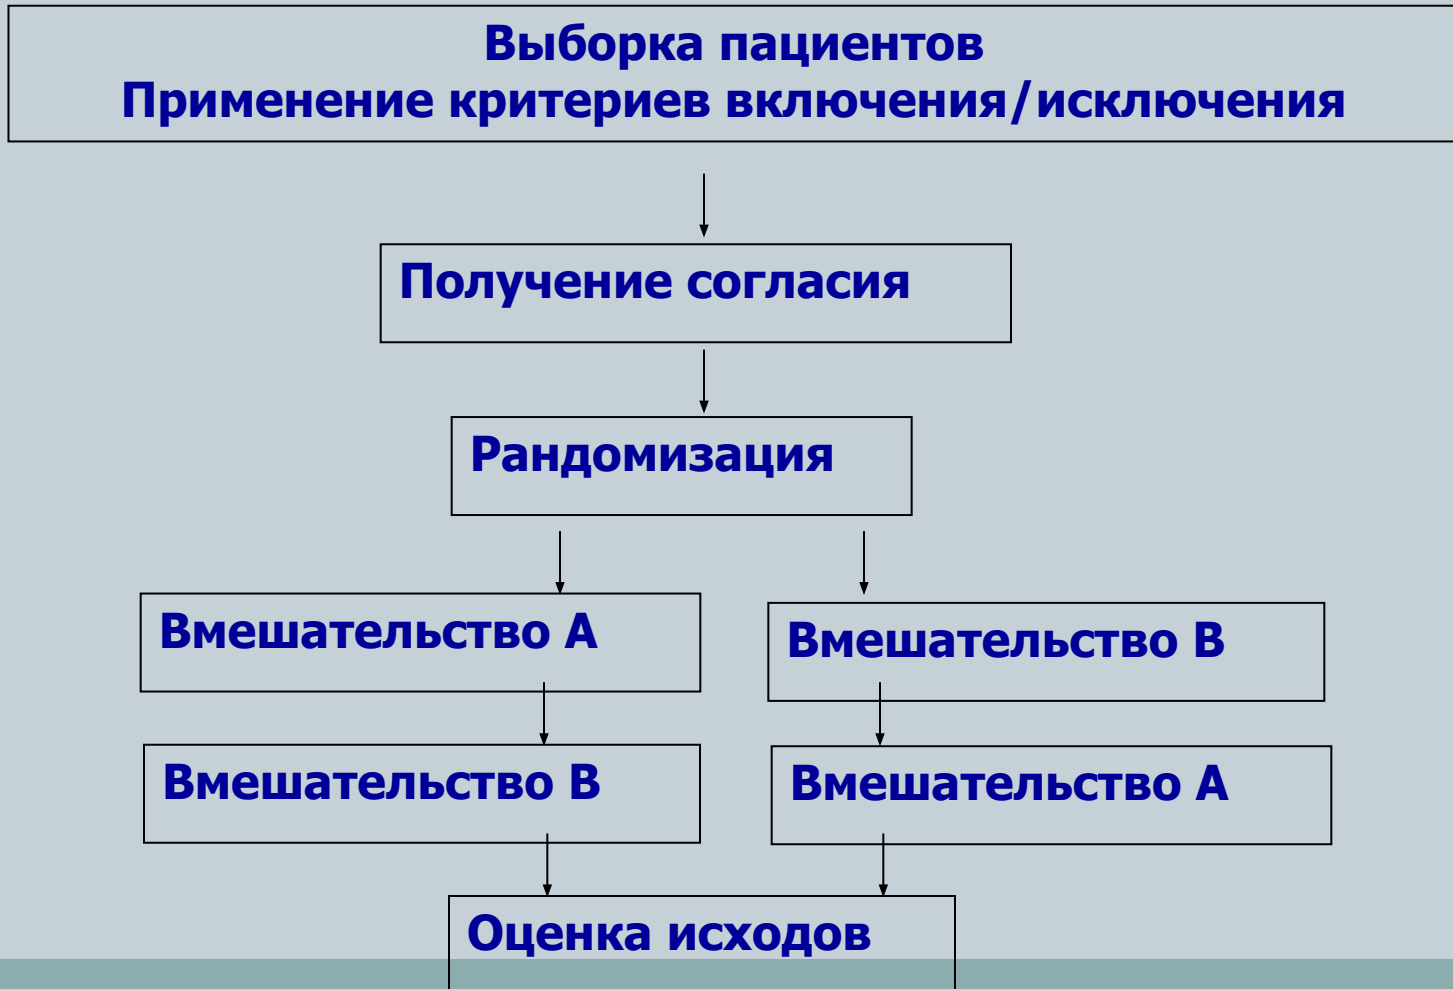 Выборка пациентов
Применение критериев включения/исключения
Получение согласия
Рандомизация
Вмешательство А
Вмешательство В
Вмешательство В
Вмешательство А
Оценка исходов